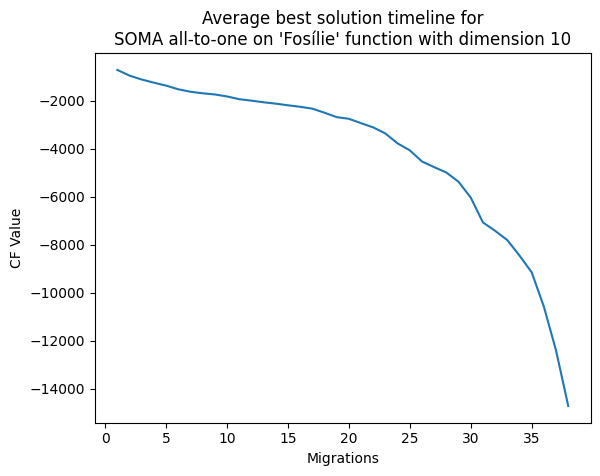 Average best solution timeline for
SOMA all-to-one on 'Fosílie' function with dimension 10
−2000
−4000
−6000
−8000
−10000
−12000
−14000
CF Value
0 5 10 15 20 25 30 35
Migrations